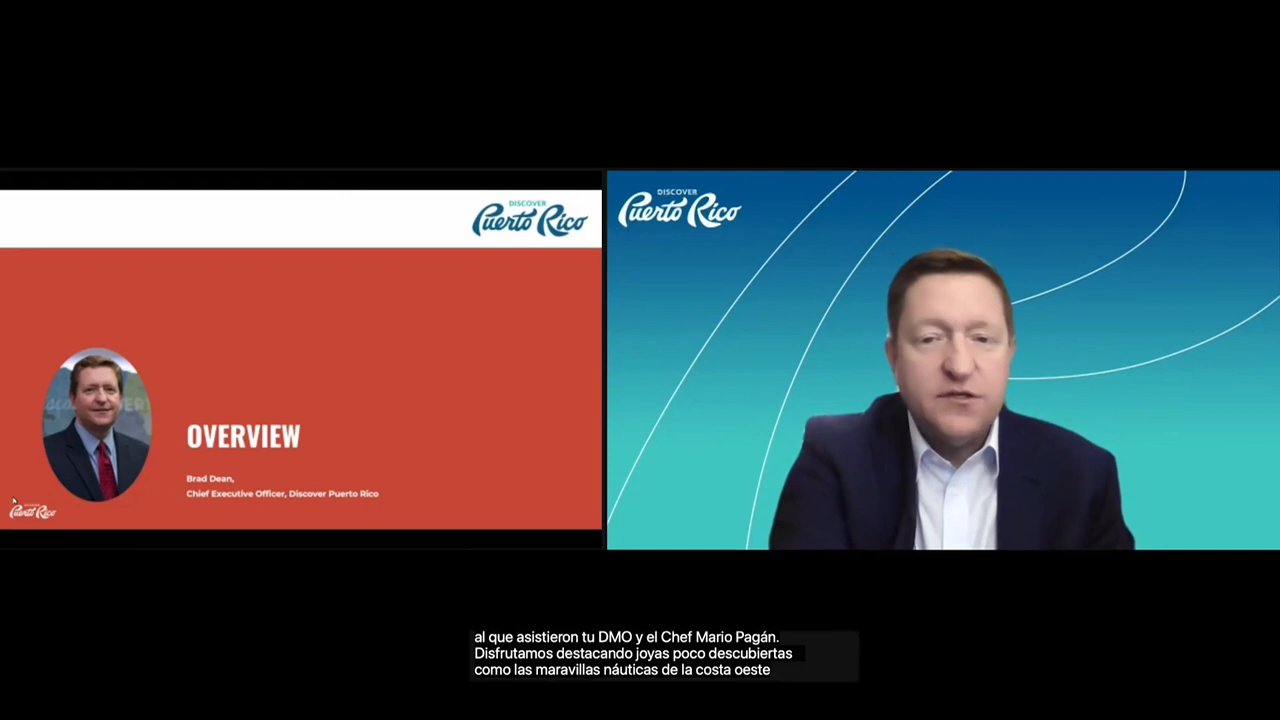 DISCOVER
Puerto Rico
OVERVIEW
Brad Dean,
Chief Executive Officer, Discover Puerto Rico
Puerto Rico
DISCOVER
Puerto Rico
al que asistieron tu DMO y el Chef Mario Pagán.
Disfrutamos destacando joyas poco descubiertas
como las maravillas náuticas de la costa oeste